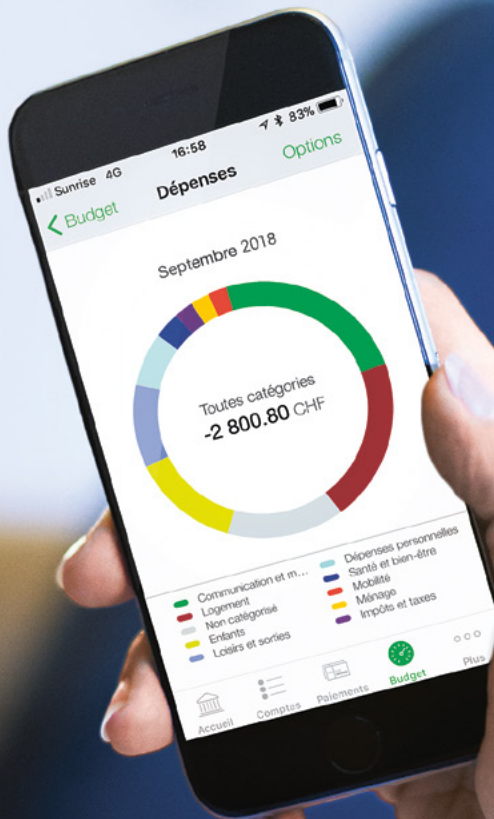 Sunrise 4G 16:58 83%
Budget Dépenses Options
Septembre 2018
Toutes catégories
-2 800.80 CHF
Communication et m...
Logement
Non catégorisé
Enfants
Loisirs et sorties
Dépenses personnelles
Santé et bien-être
Mobilité
Ménage
Impôts et taxes
Accueil Comptes Paiements Budget Plus